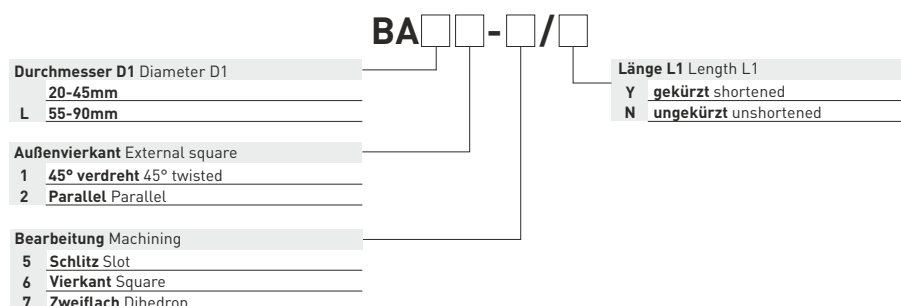 BA□□-□/□
Durchmesser D1 Diameter D1
20-45mm
L 55-90mm
Außenvierkant External square
1 45° verdreht 45° twisted
2 Parallel Parallel
Bearbeitung Machining
5 Schlitz Slot
6 Vierkant Square
7 Zweiflach Dihedron
Länge L1 Length L1
Y gekürzt shortened
N ungekürzt unshortened